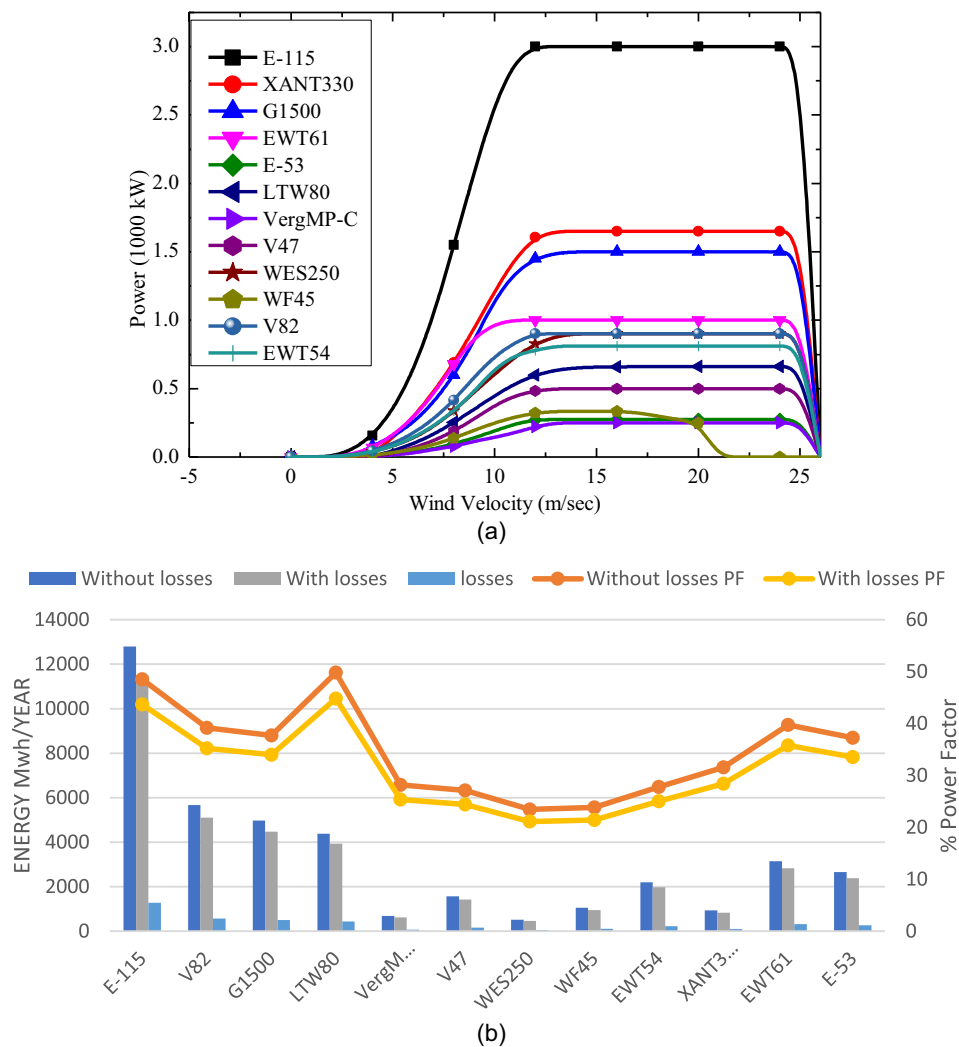 (a)
3.0
2.5
2.0
1.5
1.0
0.5
0.0
Power (1000 kW)
E-115
XANT330
G1500
EWT61
E-53
LTW80
VergMP-C
V47
WES250
WF45
V82
EWT54
-5 0 5 10 15 20 25
Wind Velocity (m/sec)
(a)
Without losses With losses losses Without losses PF With losses PF
14000
12000
10000
8000
6000
4000
2000
0
ENERGY Mwh/YEAR
60
50
40
30
20
10
0
% Power Factor
E-115 V82 G1500 LTW80 VergM... V47 WES250 WF45 EWT54 XANT3... EWT61 E-53
(b)